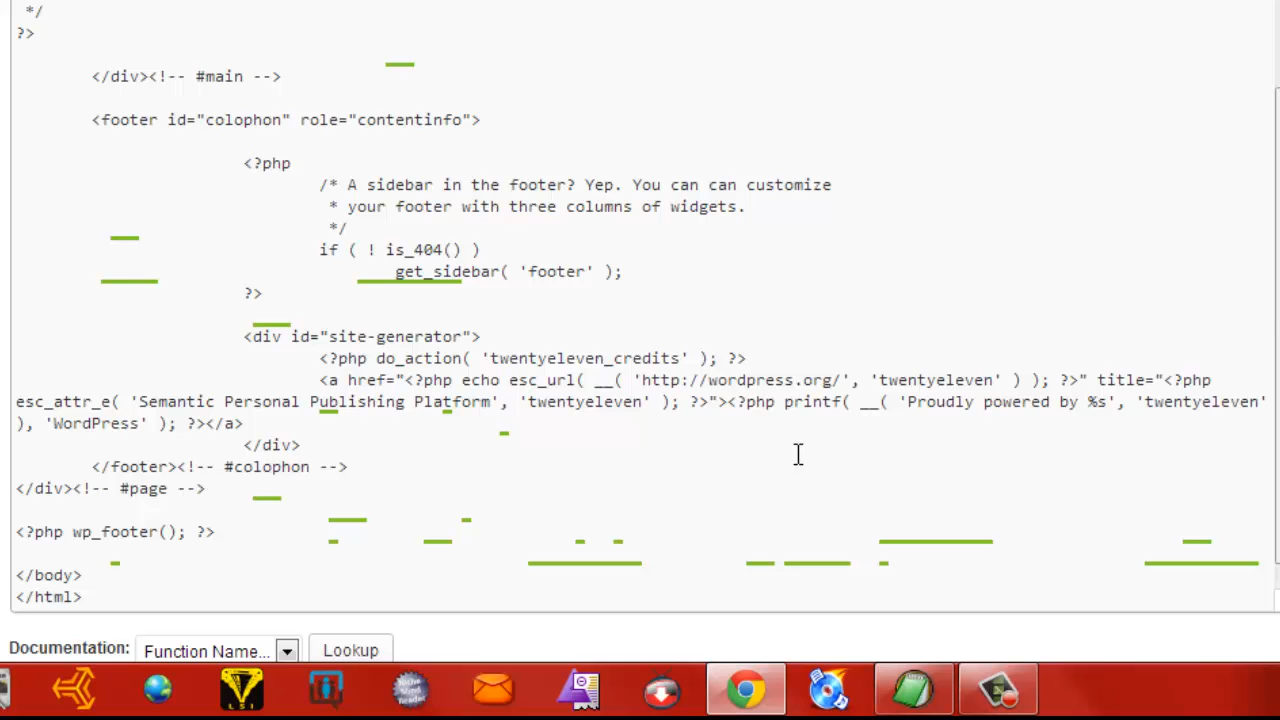 */
?>
</div><!-- #main -->
<footer id="colophon" role="contentinfo">
<?php
/* A sidebar in the footer? Yep. You can can customize
* your footer with three columns of widgets.
*/
if ( ! is_404() )
get_sidebar( 'footer' );
?>
<div id="site-generator">
<?php do_action( 'twentyeleven_credits' ); ?>
<a href="<?php echo esc_url( __( 'http://wordpress.org/', 'twentyeleven' ) ); ?>" title="<?php
esc_attr_e( 'Semantic Personal Publishing Platform', 'twentyeleven' ); ?>"><?php printf( __( 'Proudly powered by %s', 'twentyeleven'
), 'WordPress' ); ?></a>
</div>
</footer><!-- #colophon -->
</div><!-- #page -->
<?php wp_footer(); ?>
</body>
</html>
Documentation: Function Name... Lookup
LSI